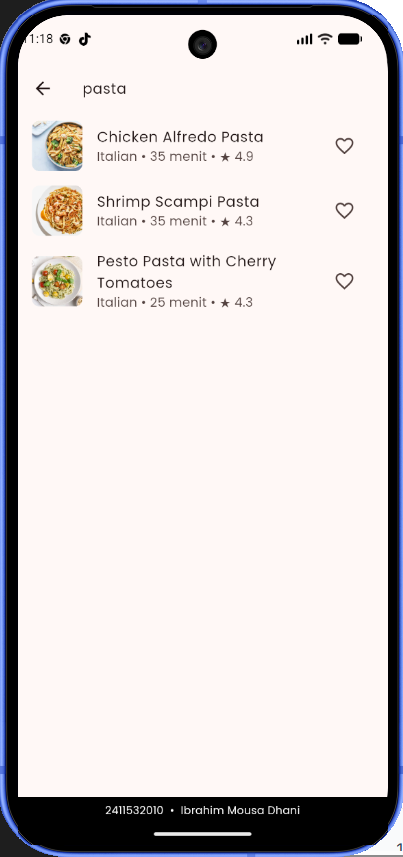 11:18
pasta
Chicken Alfredo Pasta
Italian • 35 menit • ★ 4.9
Shrimp Scampi Pasta
Italian • 35 menit • ★ 4.3
Pesto Pasta with Cherry
Tomatoes
Italian • 25 menit • ★ 4.3
2411532010 • Ibrahim Mousa Dhani
1